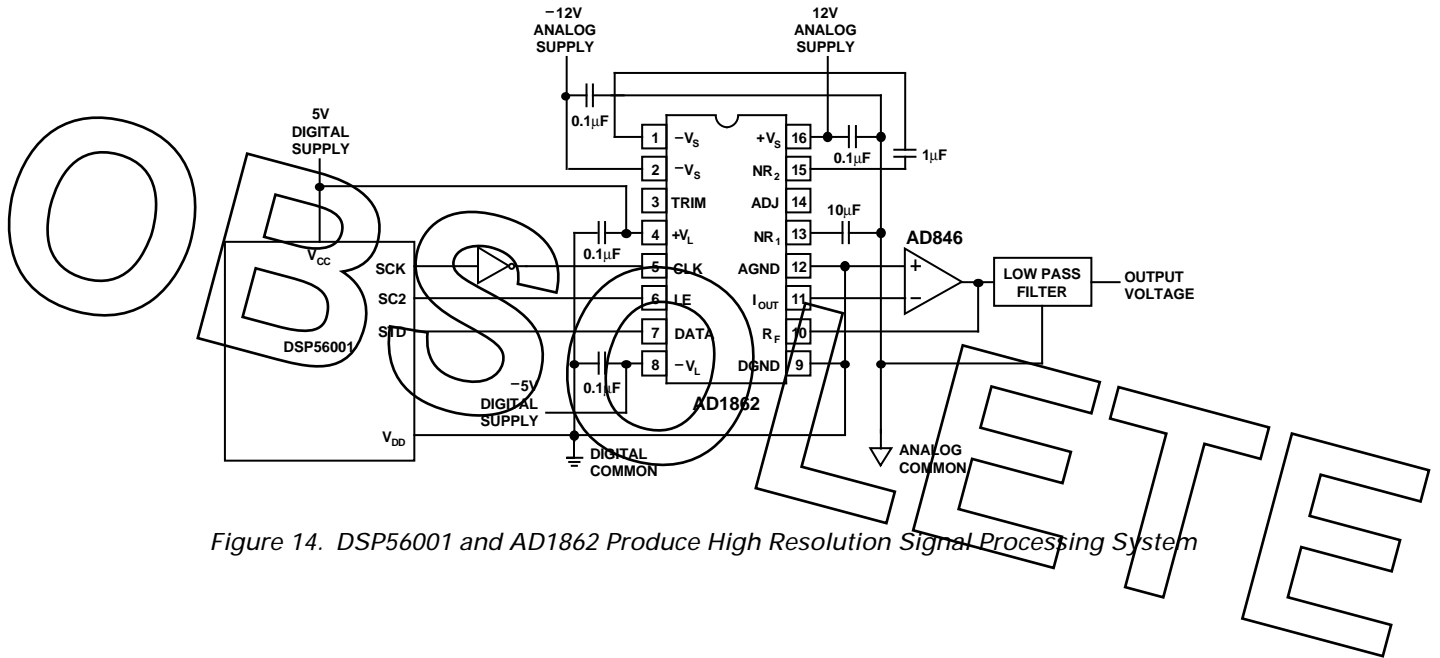 −12V
ANALOG
SUPPLY
12V
ANALOG
SUPPLY
5V
DIGITAL
SUPPLY
0.1μF
0.1μF
1μF
10μF
0.1μF
0.1μF
1 −VS
2 −VS
3 TRIM
4 +VL
5 CLK
6 LE
7 DATA
8 −VL
+VS 16
NR2 15
ADJ 14
NR1 13
AGND 12
IOUT 11
RF 10
DGND 9
AD1862
VCC
SCK
SC2
STD
DSP56001
VDD
−5V
DIGITAL
SUPPLY
DIGITAL
COMMON
AD846
+
−
LOW PASS
FILTER
OUTPUT
VOLTAGE
ANALOG
COMMON
OBSOLETE
Figure 14. DSP56001 and AD1862 Produce High Resolution Signal Processing System